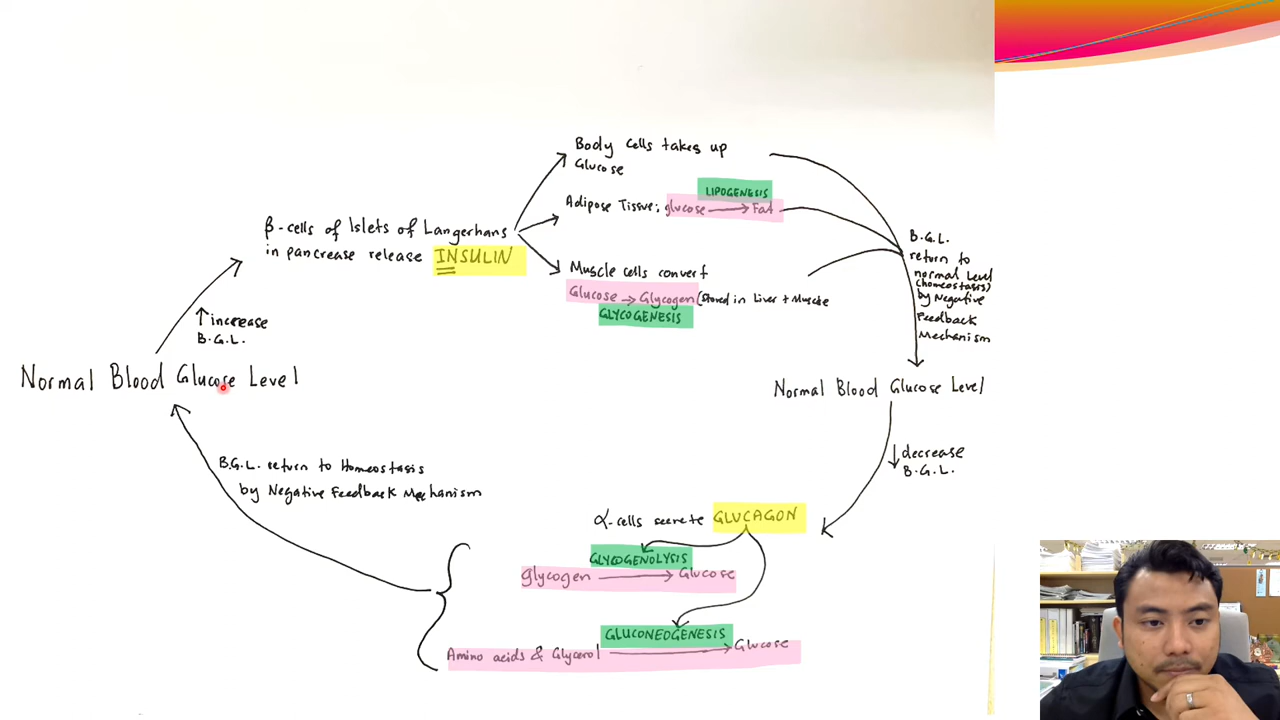 Body Cells takes up
Glucose
LIPOGENESIS
Adipose Tissue: glucose → Fat
β-cells of Islets of Langerhans
in pancrease release INSULIN
Muscle cells convert
Glucose → Glycogen (Stored in Liver + Muscle
GLYCOGENESIS
B.G.L.
return to
normal Level
(homeostasis)
by Negative
Feedback
Mechanism
↑ increase
B.G.L.
Normal Blood Glucose Level
Normal Blood Glucose Level
↓ decrease
B.G.L.
B.G.L. return to Homeostasis
by Negative Feedback Mechanism
α-cells secrete GLUCAGON
GLYCOGENOLYSIS
Glycogen → Glucose
GLUCONEOGENESIS
Amino acids & Glycerol → Glucose